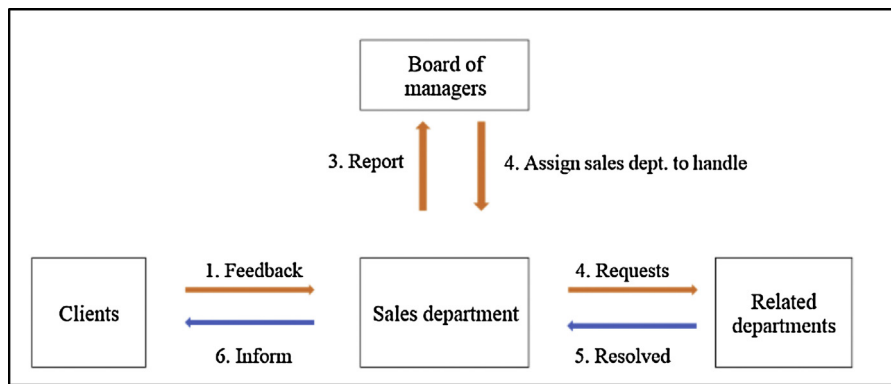 Board of
managers
3. Report
4. Assign sales dept. to handle
1. Feedback
4. Requests
Clients
Sales department
Related
departments
6. Inform
5. Resolved